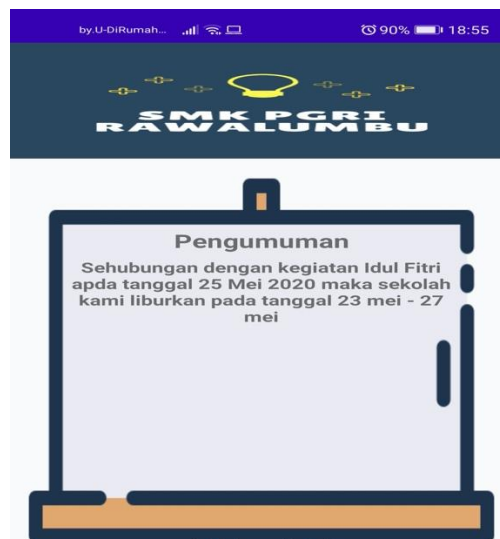 by.U-DiRumah... 90% 18:55
SMK PGRI
RAWALUMBU
Pengumuman
Sehubungan dengan kegiatan Idul Fitri
apda tanggal 25 Mei 2020 maka sekolah
kami liburkan pada tanggal 23 mei - 27
mei